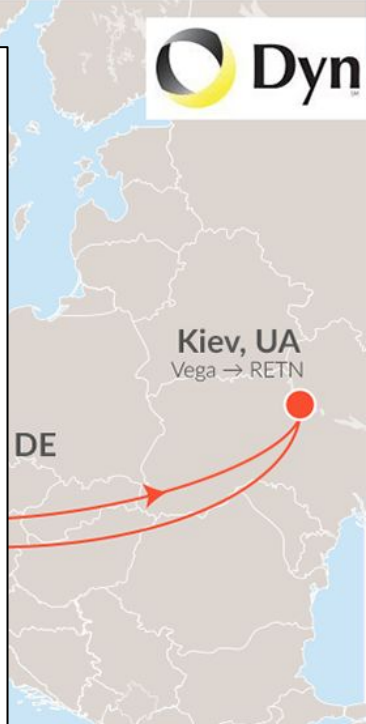 Dyn
Kiev, UA
Vega → RETN
DE